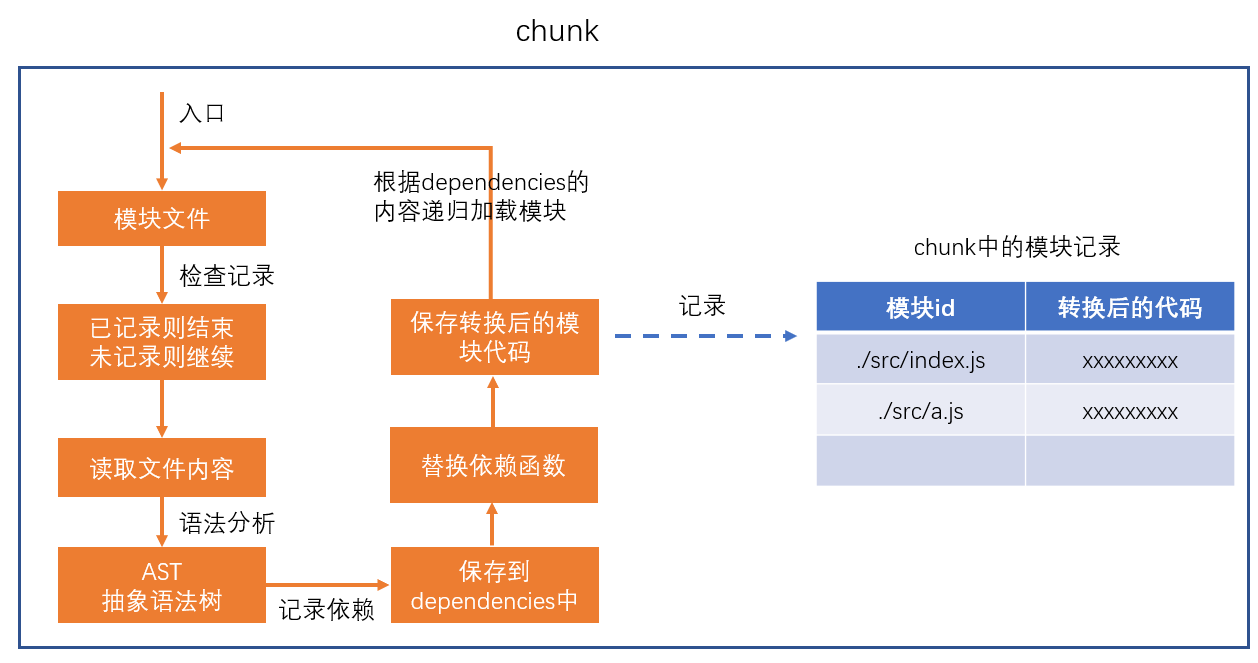 chunk
入口
模块文件
检查记录
已记录则结束
未记录则继续
读取文件内容
语法分析
AST
抽象语法树
记录依赖
保存到
dependencies中
替换依赖函数
保存转换后的模
块代码
根据dependencies的
内容递归加载模块
记录
chunk中的模块记录
模块id 转换后的代码
./src/index.js xxxxxxxxx
./src/a.js xxxxxxxxx